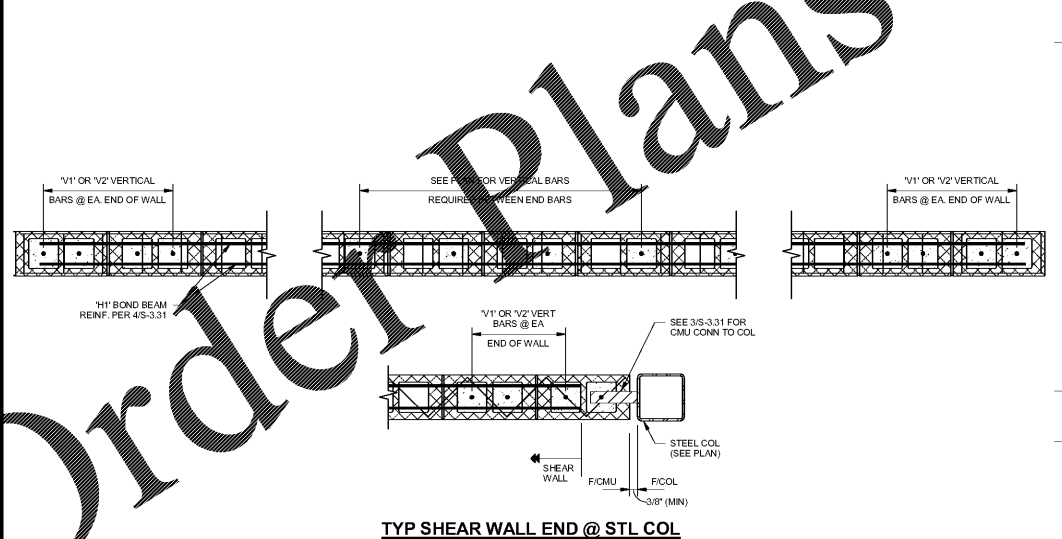 'V1' OR 'V2' VERTICAL
BARS @ EA. END OF WALL
SEE PLAN FOR VERTICAL BARS
REQUIRED BETWEEN END BARS
'V1' OR 'V2' VERTICAL
BARS @ EA. END OF WALL
'H1' BOND BEAM
REINF. PER 4/S-3.31
'V1' OR 'V2' VERT
BARS @ EA
END OF WALL
SEE 3/S-3.31 FOR
CMU CONN TO COL
STEEL COL
(SEE PLAN)
SHEAR
WALL
F/CMU
F/COL
3/8" (MIN)
TYP SHEAR WALL END @ STL COL
Order Plans